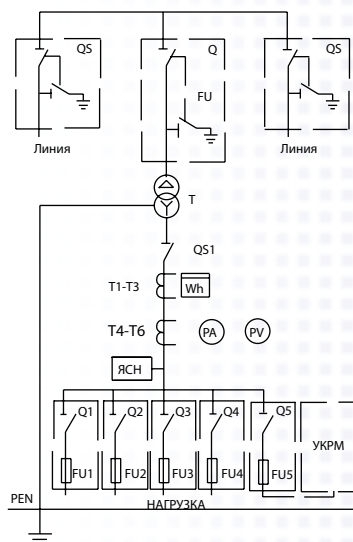 QS
Q
QS
FU
Линия
Линия
T
QS1
T1-T3
Wh
T4-T6
PA
PV
ЯСН
Q1
Q2
Q3
Q4
Q5
УКРМ
FU1
FU2
FU3
FU4
FU5
PEN
НАГРУЗКА